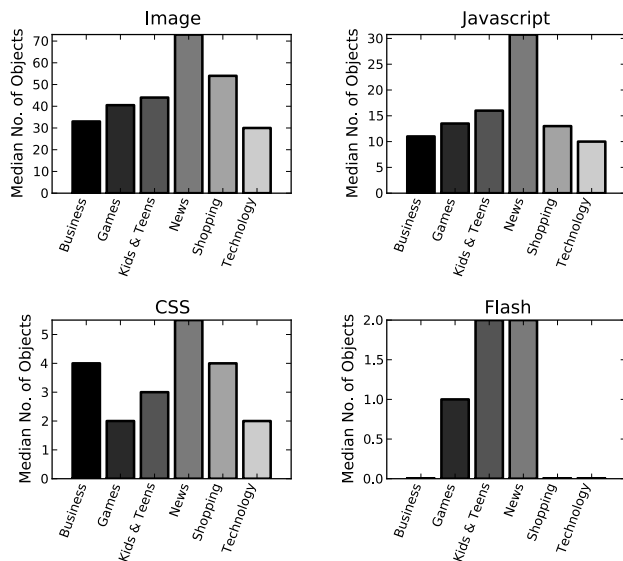 Image
Median No. of Objects
70
60
50
40
30
20
10
0
Business
Games
Kids & Teens
News
Shopping
Technology
Javascript
Median No. of Objects
30
25
20
15
10
5
0
Business
Games
Kids & Teens
News
Shopping
Technology
CSS
Median No. of Objects
5
4
3
2
1
0
Business
Games
Kids & Teens
News
Shopping
Technology
Flash
Median No. of Objects
2.0
1.5
1.0
0.5
0.0
Business
Games
Kids & Teens
News
Shopping
Technology